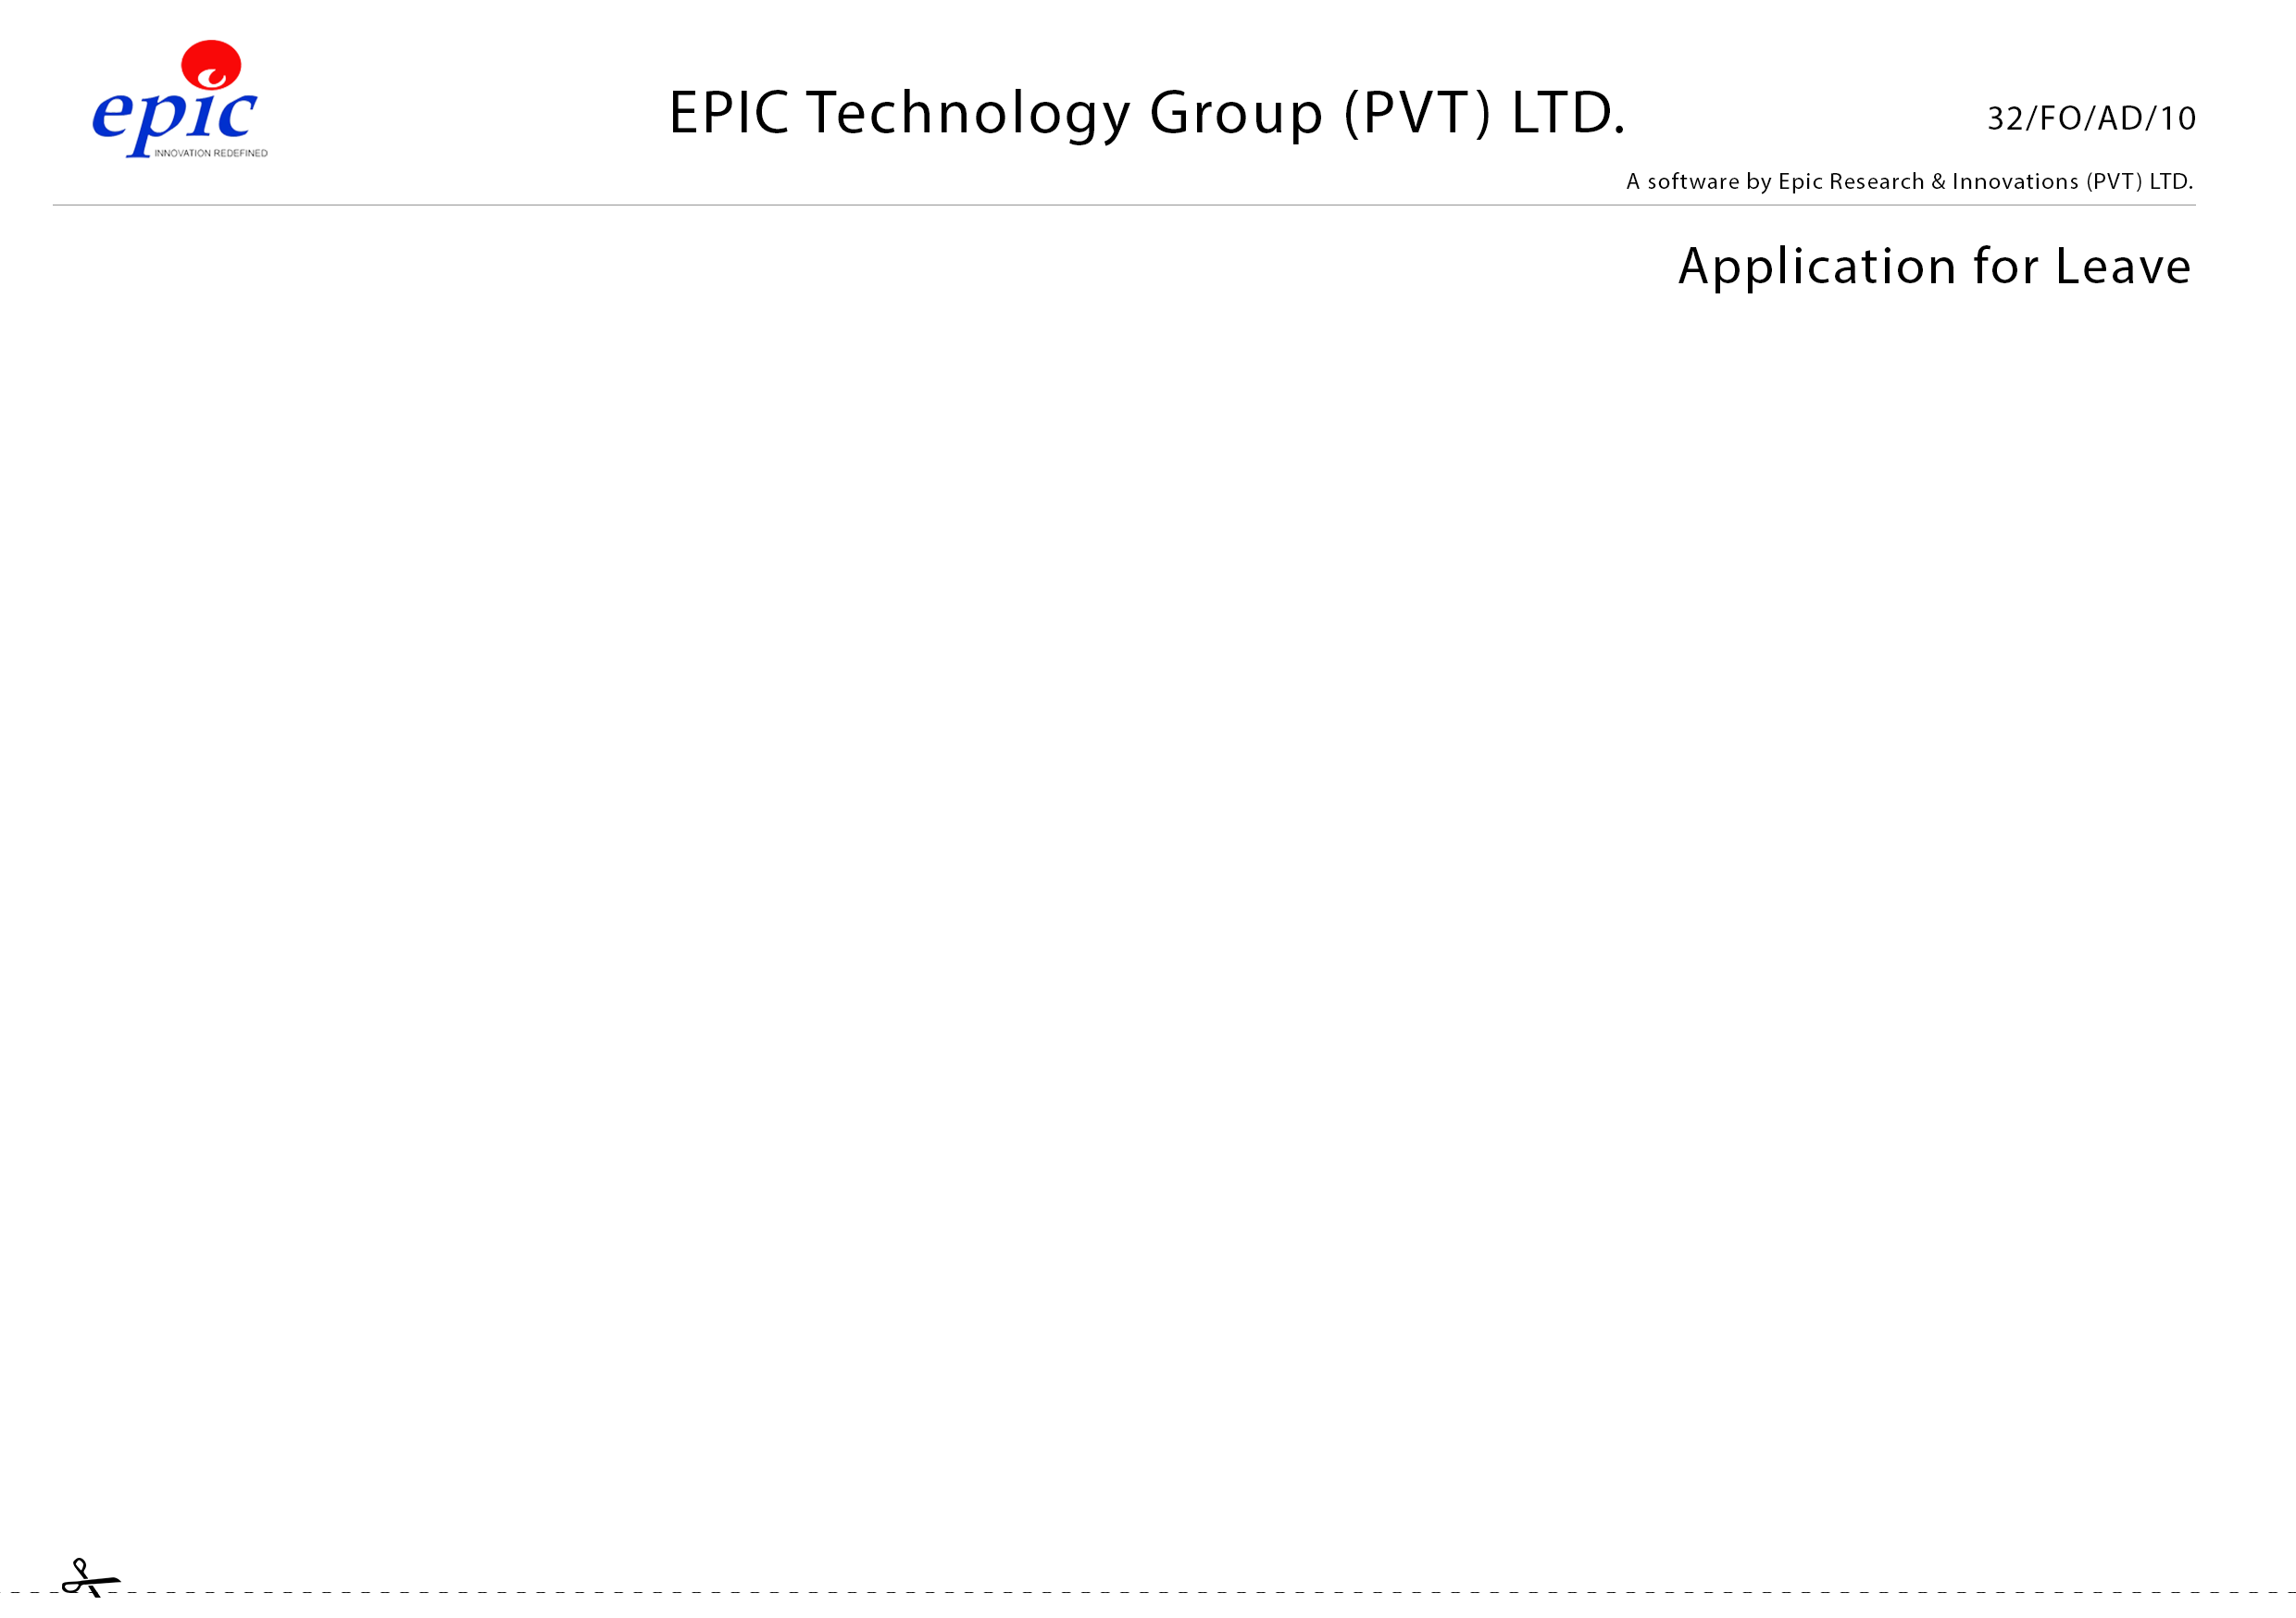 epic
INNOVATION REDEFINED
EPIC Technology Group (PVT) LTD.
32/FO/AD/10
A software by Epic Research & Innovations (PVT) LTD.
Application for Leave